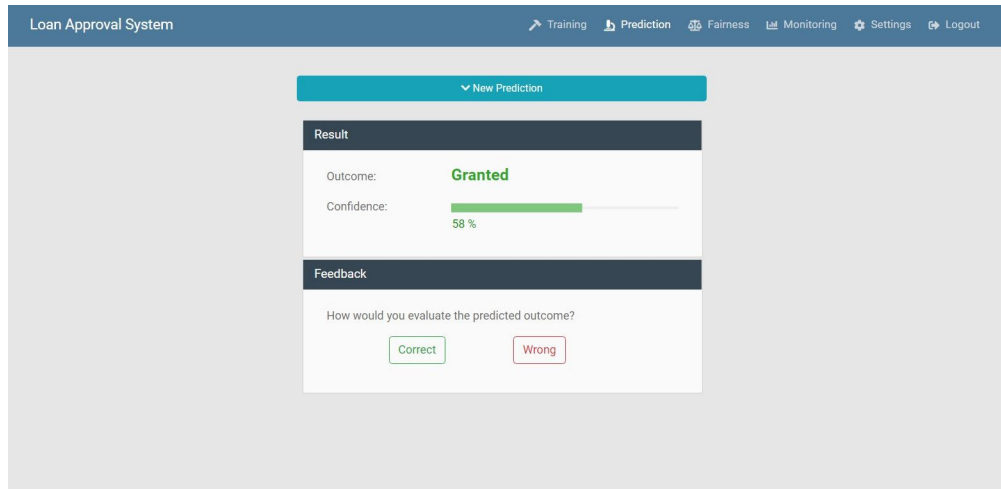 Loan Approval System Training Prediction Fairness Monitoring Settings Logout
New Prediction
Result
Outcome: Granted
Confidence:
58 %
Feedback
How would you evaluate the predicted outcome?
Correct Wrong